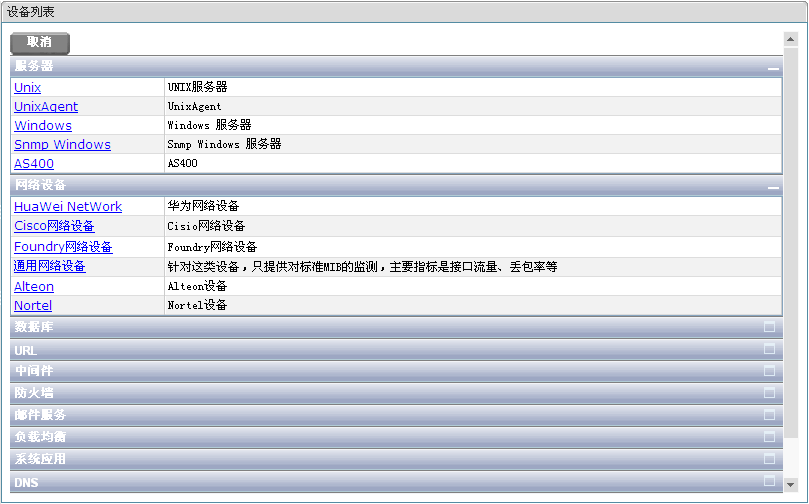 设备列表
取消
服务器
Unix UNIX服务器
UnixAgent UnixAgent
Windows Windows 服务器
Snmp Windows Snmp Windows 服务器
AS400 AS400
网络设备
HuaWei NetWork 华为网络设备
Cisco网络设备 Cisio网络设备
Foundry网络设备 Foundry网络设备
通用网络设备 针对这类设备，只提供对标准MIB的监测，主要指标是接口流量、丢包率等
Alteon Alteon设备
Nortel Nortel设备
数据库
URL
中间件
防火墙
邮件服务
负载均衡
系统应用
DNS